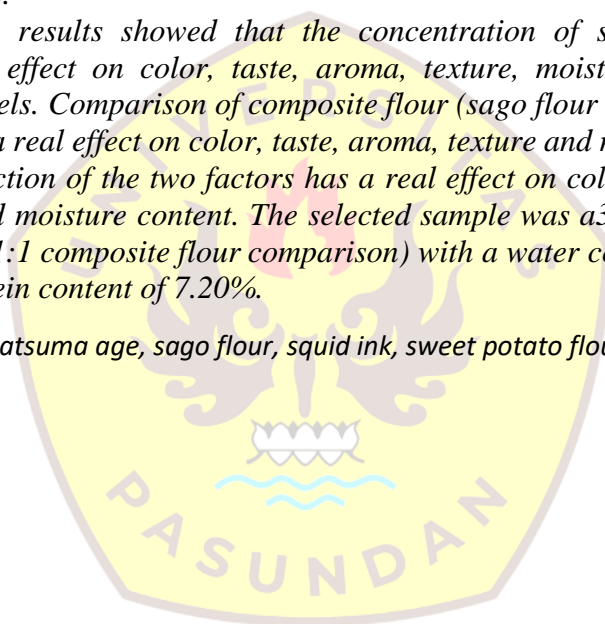 results showed that the concentration of s
effect on color, taste, aroma, texture, moist
els. Comparison of composite flour (sago flour
a real effect on color, taste, aroma, texture and
ction of the two factors has a real effect on col
d moisture content. The selected sample was a3
1:1 composite flour comparison) with a water c
ein content of 7.20%.
atsuma age, sago flour, squid ink, sweet potato flou
UNIVERSITAS
PASUNDAN